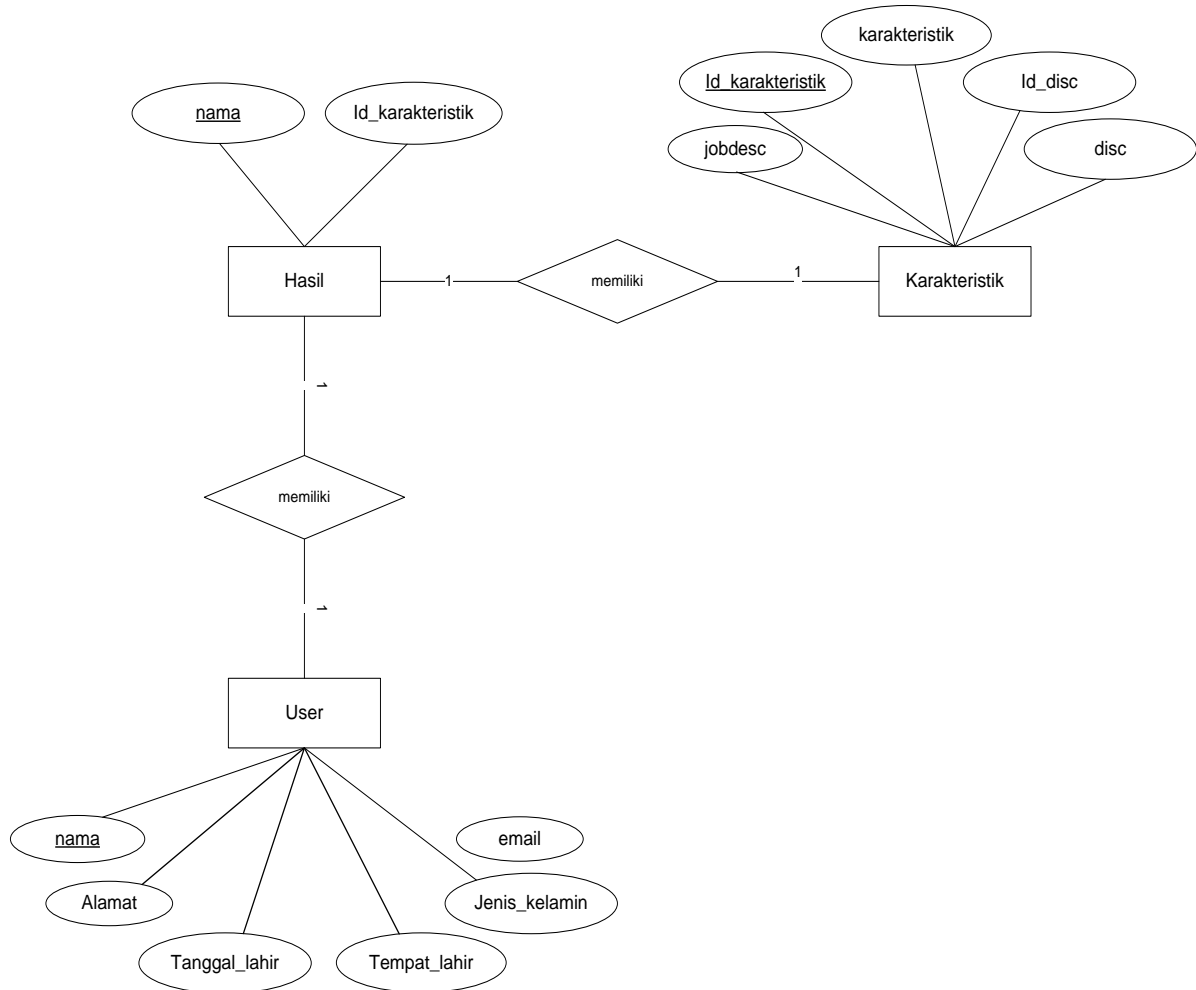 karakteristik
Id_karakteristik
Id_disc
nama
Id_karakteristik
jobdesc
disc
Hasil
1
memiliki
1
Karakteristik
1
memiliki
1
User
nama
email
Alamat
Jenis_kelamin
Tanggal_lahir
Tempat_lahir